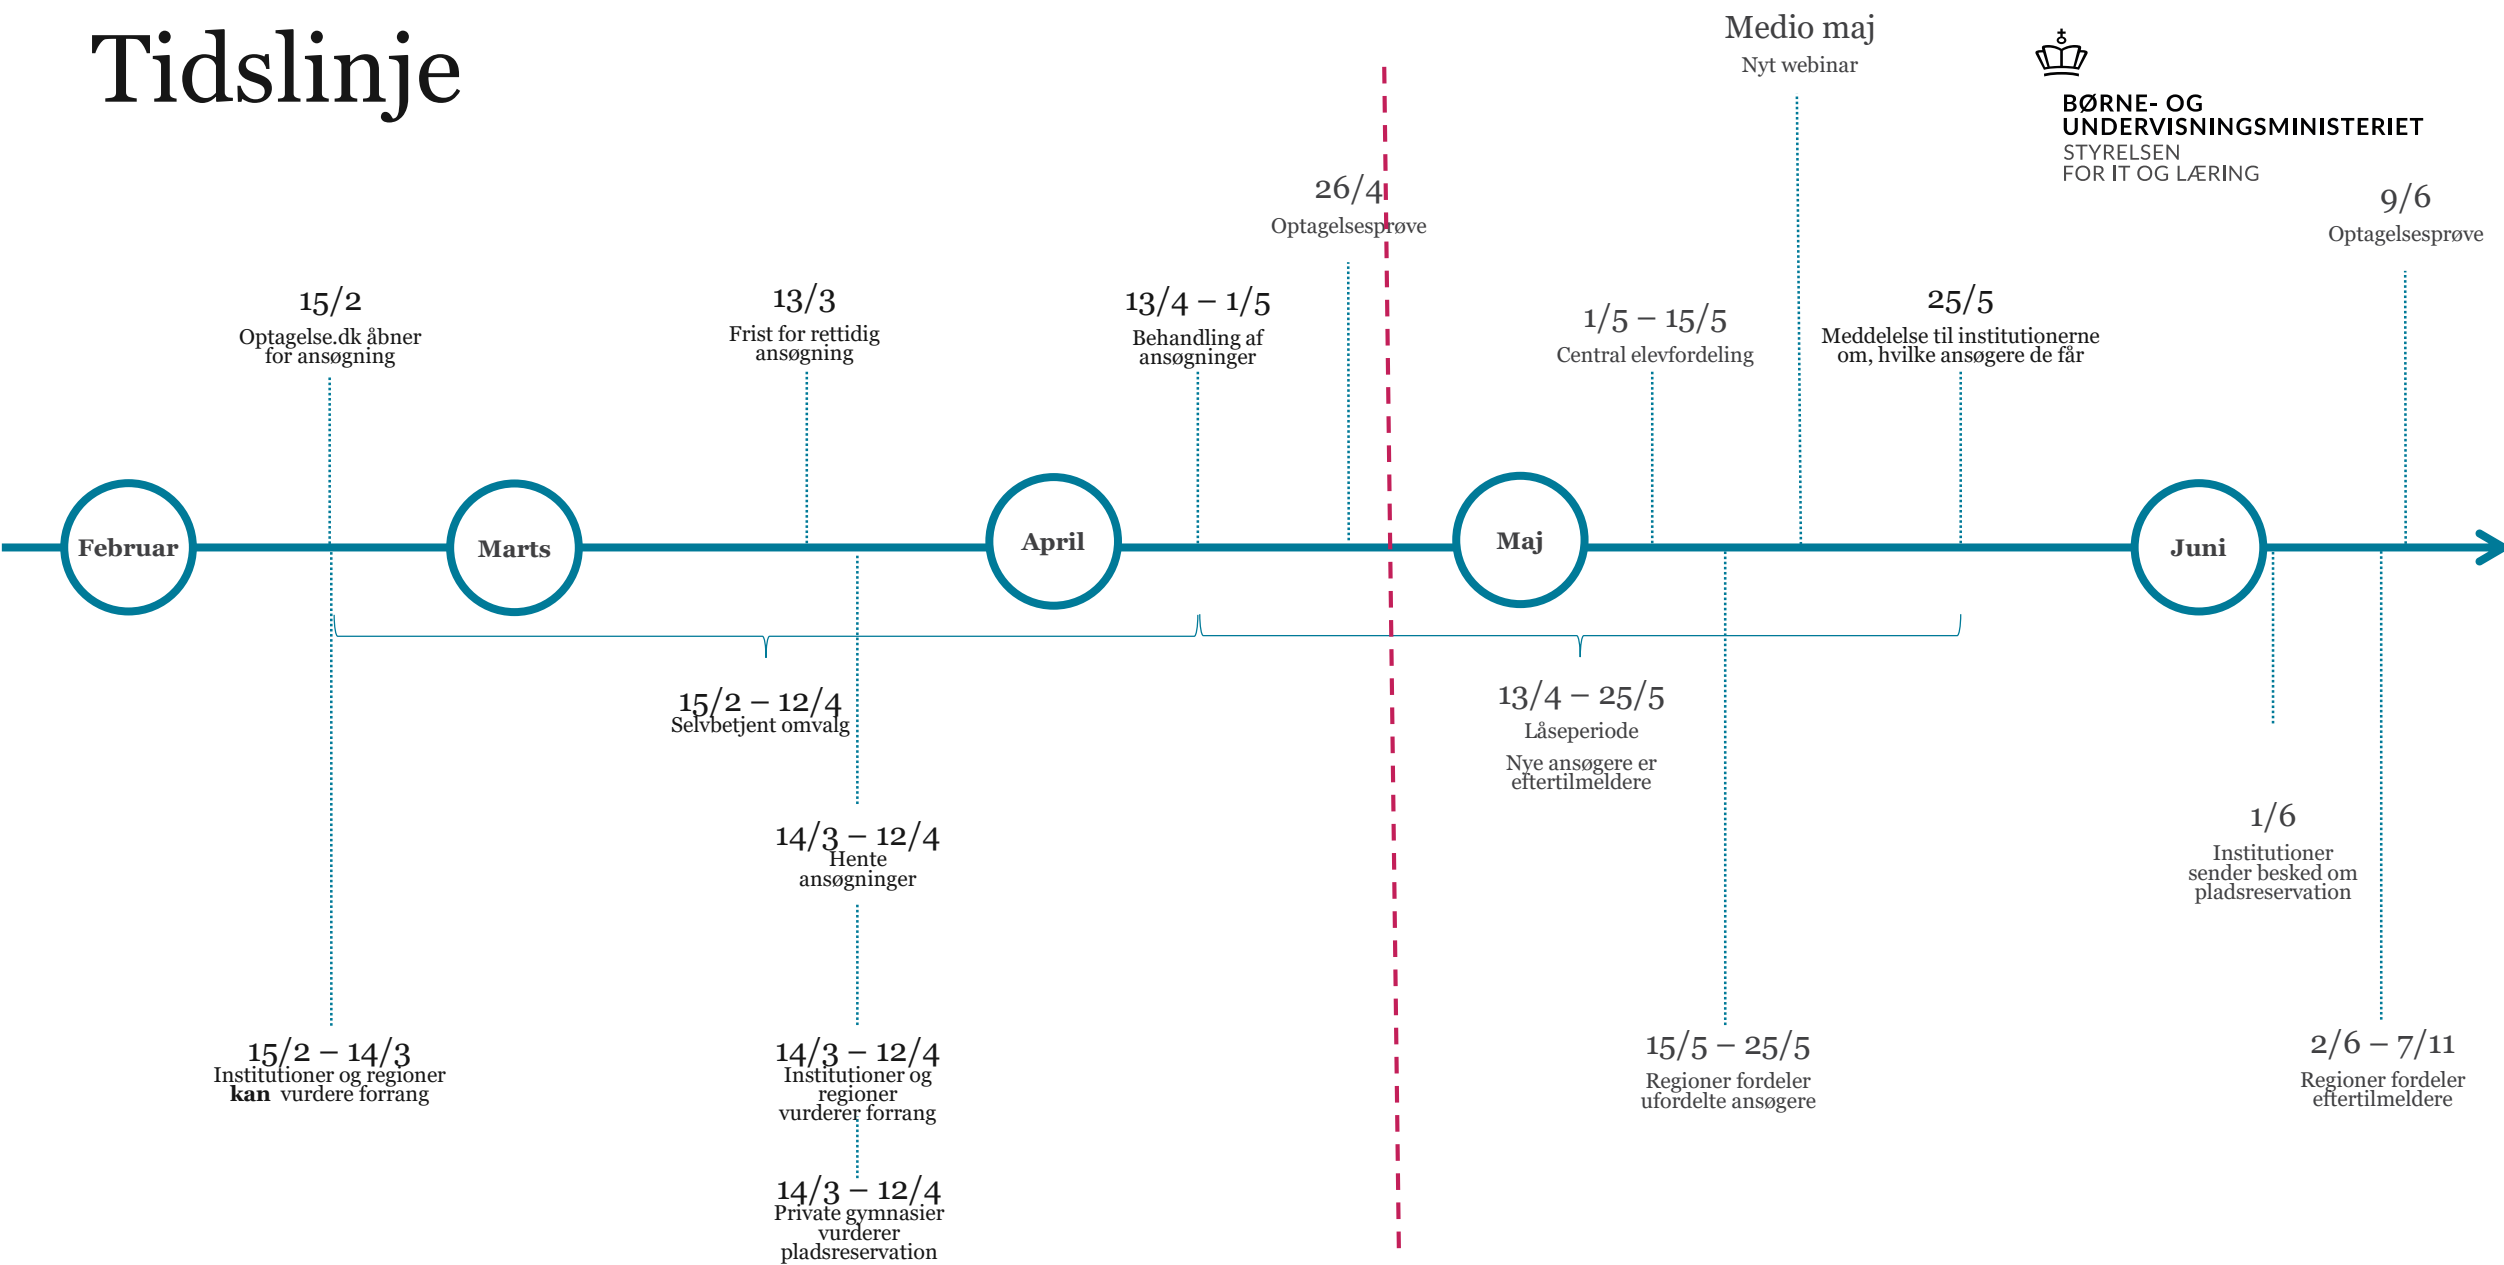 Tidslinje
BØRNE- OG
UNDERVISNINGSMINISTERIET
STYRELSEN
FOR IT OG LÆRING
15/2
Optagelse.dk åbner
for ansøgning
13/3
Frist for rettidig
ansøgning
13/4 – 1/5
Behandling af
ansøgninger
26/4
Optagelsesprøve
1/5 – 15/5
Central elevfordeling
Medio maj
Nyt webinar
25/5
Meddelelse til institutionerne
om, hvilke ansøgere de får
9/6
Optagelsesprøve
Februar
Marts
April
Maj
Juni
15/2 – 12/4
Selvbetjent omvalg
13/4 – 25/5
Låseperiode
Nye ansøgere er
eftertilmeldere
14/3 – 12/4
Hente
ansøgninger
1/6
Institutioner
sender besked om
pladsreservation
15/2 – 14/3
Institutioner og regioner
kan vurdere forrang
14/3 – 12/4
Institutioner og
regioner
vurderer forrang
14/3 – 12/4
Private gymnasier
vurderer
pladsreservation
15/5 – 25/5
Regioner fordeler
ufordelte ansøgere
2/6 – 7/11
Regioner fordeler
eftertilmeldere